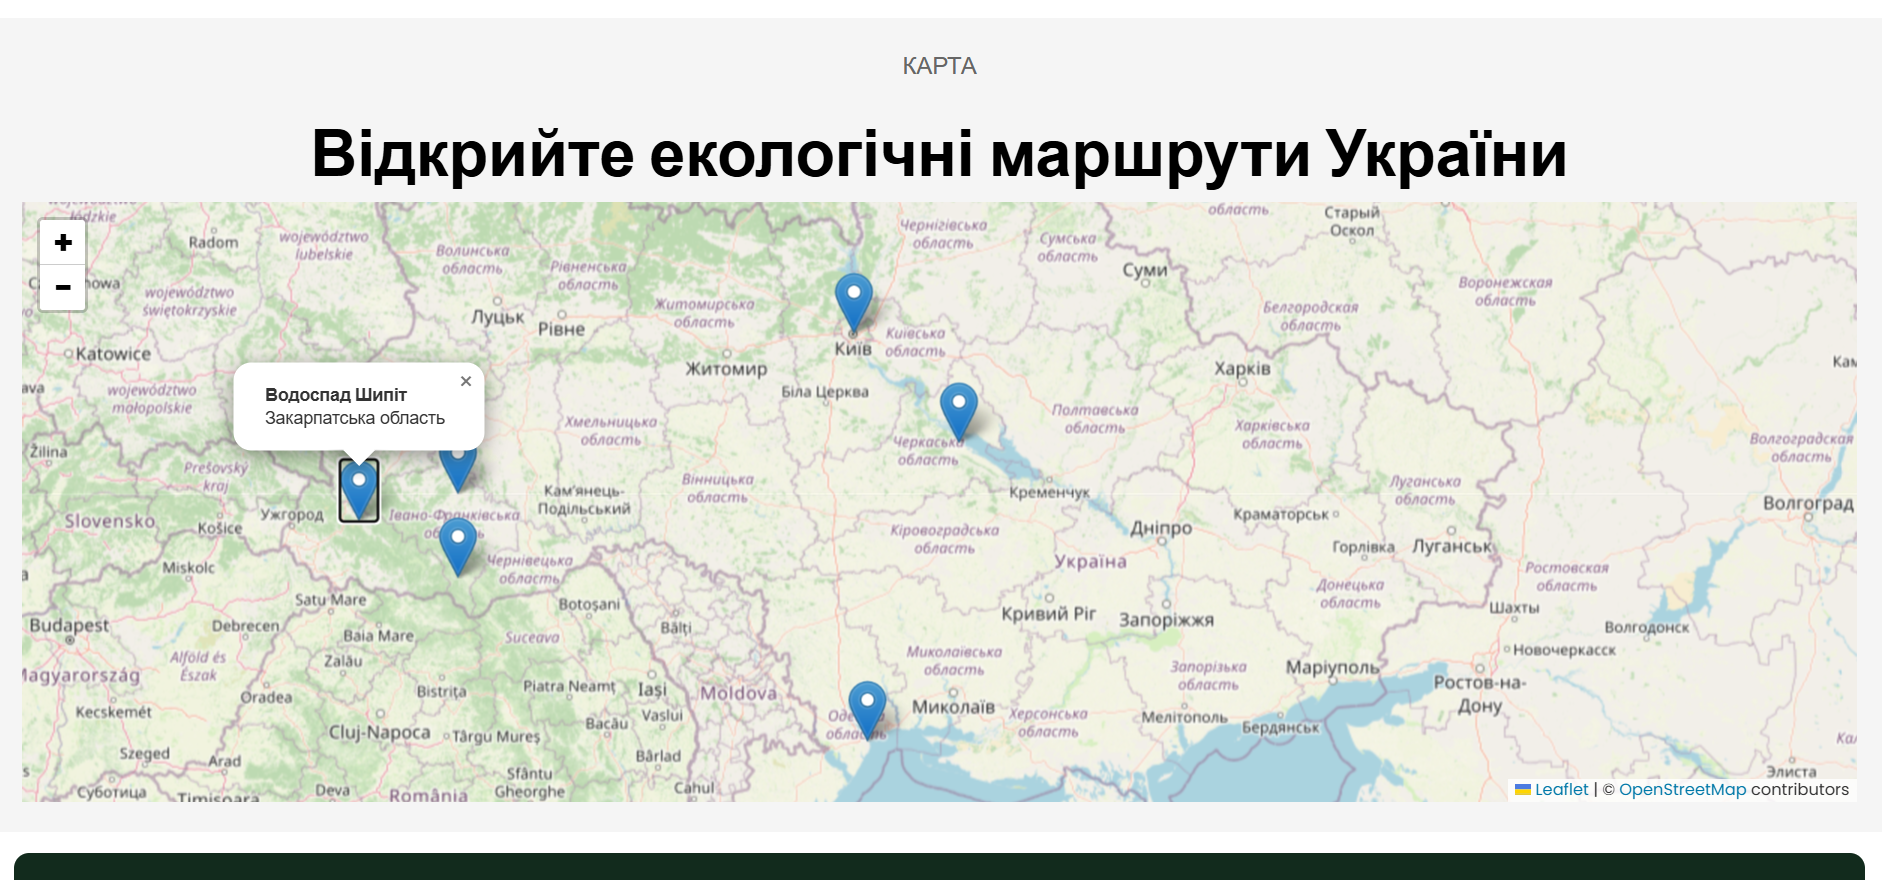 КАРТА
Відкрийте екологічні маршрути України
łódzkie
Radom
województwo
lubelskie
Волинська
область
Рівненська
область
Чернігівська
область
Сумська
область
область
Старый
Оскол
+
−
województwo
świętokrzyskie
Луцьк
Рівне
Житомирська
область
Київ
Київська
область
Суми
Белгородская
область
Воронежская
область
Katowice
Житомир
Біла Церква
Харків
województwo
małopolskie
Водоспад Шипіт
Закарпатська область
×
Хмельницька
область
Черкаська
область
Полтавська
область
Харківська
область
Волгоградская
область
Žilina
Prešovský
kraj
Вінницька
область
Кременчук
Луганська
область
Волгоград
Slovensko
Košice
Ужгород
Івано-Франківська
Кам'янець-
Подільський
Кіровоградська
область
Дніпро
Краматорськ
Горлівка
Луганськ
Miskolc
Чернівецька
область
Україна
Донецька
область
Ростовская
область
Satu Mare
Botoșani
Кривий Ріг
Запоріжжя
Шахты
Budapest
Debrecen
Baia Mare
Suceava
Bălți
Волгодонск
Magyarország
Alföld és
Észak
Zalău
Миколаївська
область
Запорізька
область
Маріуполь
Новочеркасск
Oradea
Bistrița
Piatra Neamț
Iași
Moldova
Ростов-на-
Дону
Kecskemét
Cluj-Napoca
Târgu Mureș
Bacău
Vaslui
Миколаїв
Херсонська
область
Мелітополь
Бердянськ
Szeged
Arad
Bârlad
Суботица
Timișoara
Deva
România
Sfântu
Gheorghe
Cahul
Элиста
Leaflet | © OpenStreetMap contributors